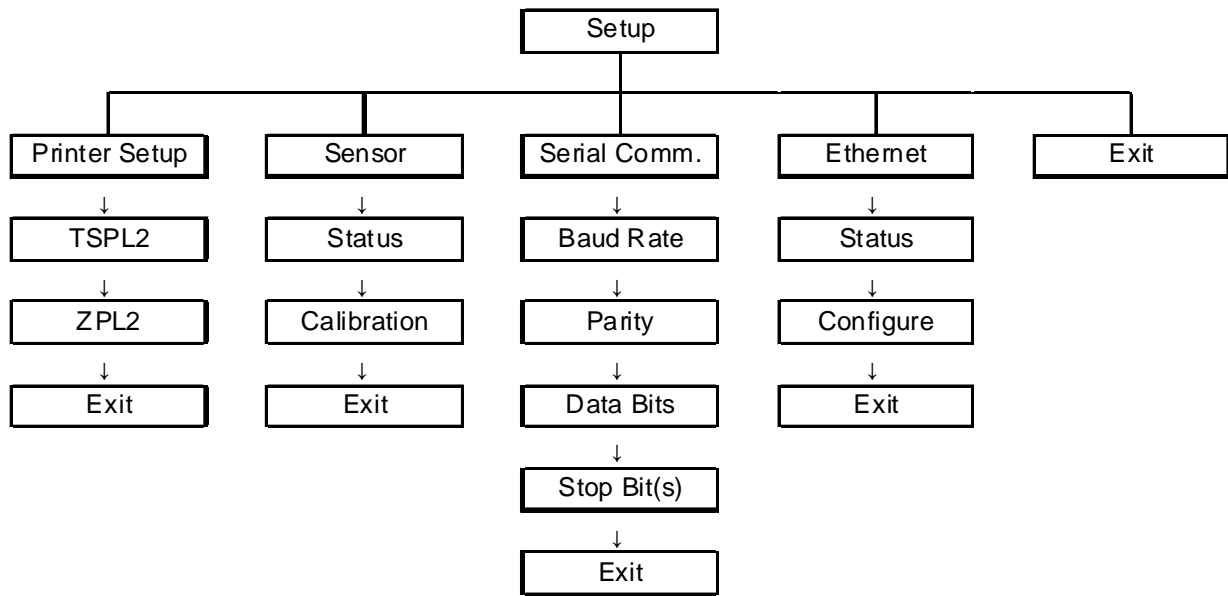 Setup
Printer Setup
Sensor
Serial Comm.
Ethernet
Exit
↓
↓
↓
↓
TSPL2
Status
Baud Rate
Status
↓
↓
↓
↓
ZPL2
Calibration
Parity
Configure
↓
↓
↓
↓
Exit
Exit
Data Bits
Exit
↓
Stop Bit(s)
↓
Exit